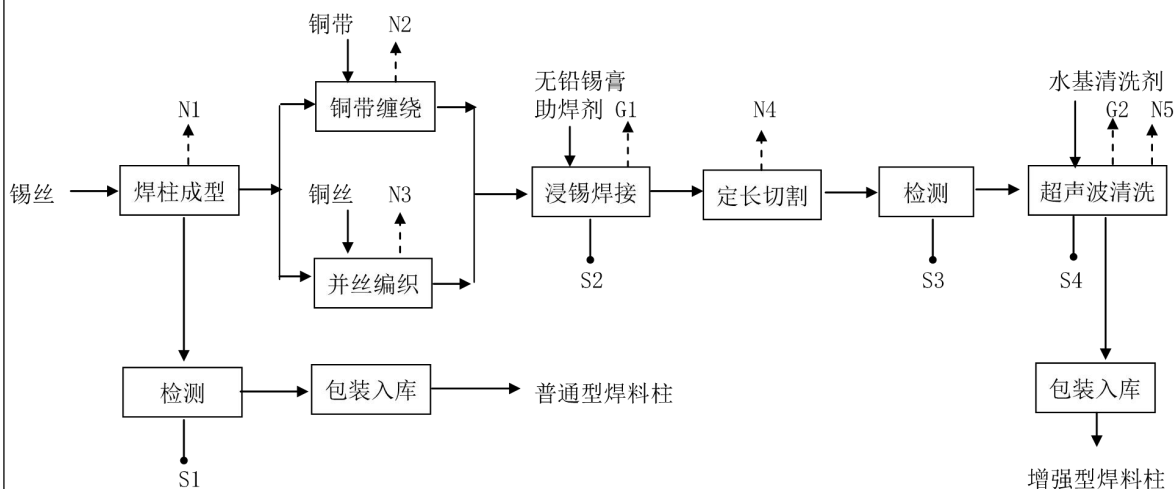 铜带
N2
铜带缠绕
无铅锡膏
助焊剂 G1
水基清洗剂
G2
N5
N1
N4
锡丝
焊柱成型
铜丝
N3
浸锡焊接
定长切割
检测
超声波清洗
并丝编织
S2
S3
S4
检测
包装入库
普通型焊料柱
包装入库
S1
增强型焊料柱